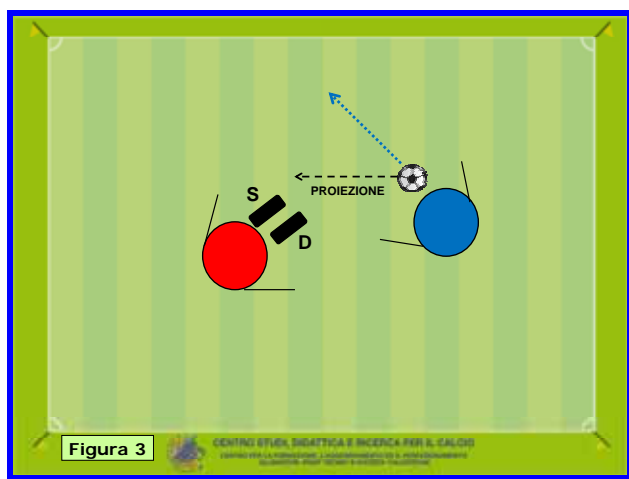 S
PROIEZIONE
D
Figura 3
CENTRO STUDI, DIDATTICA E RICERCA PER IL CALCIO